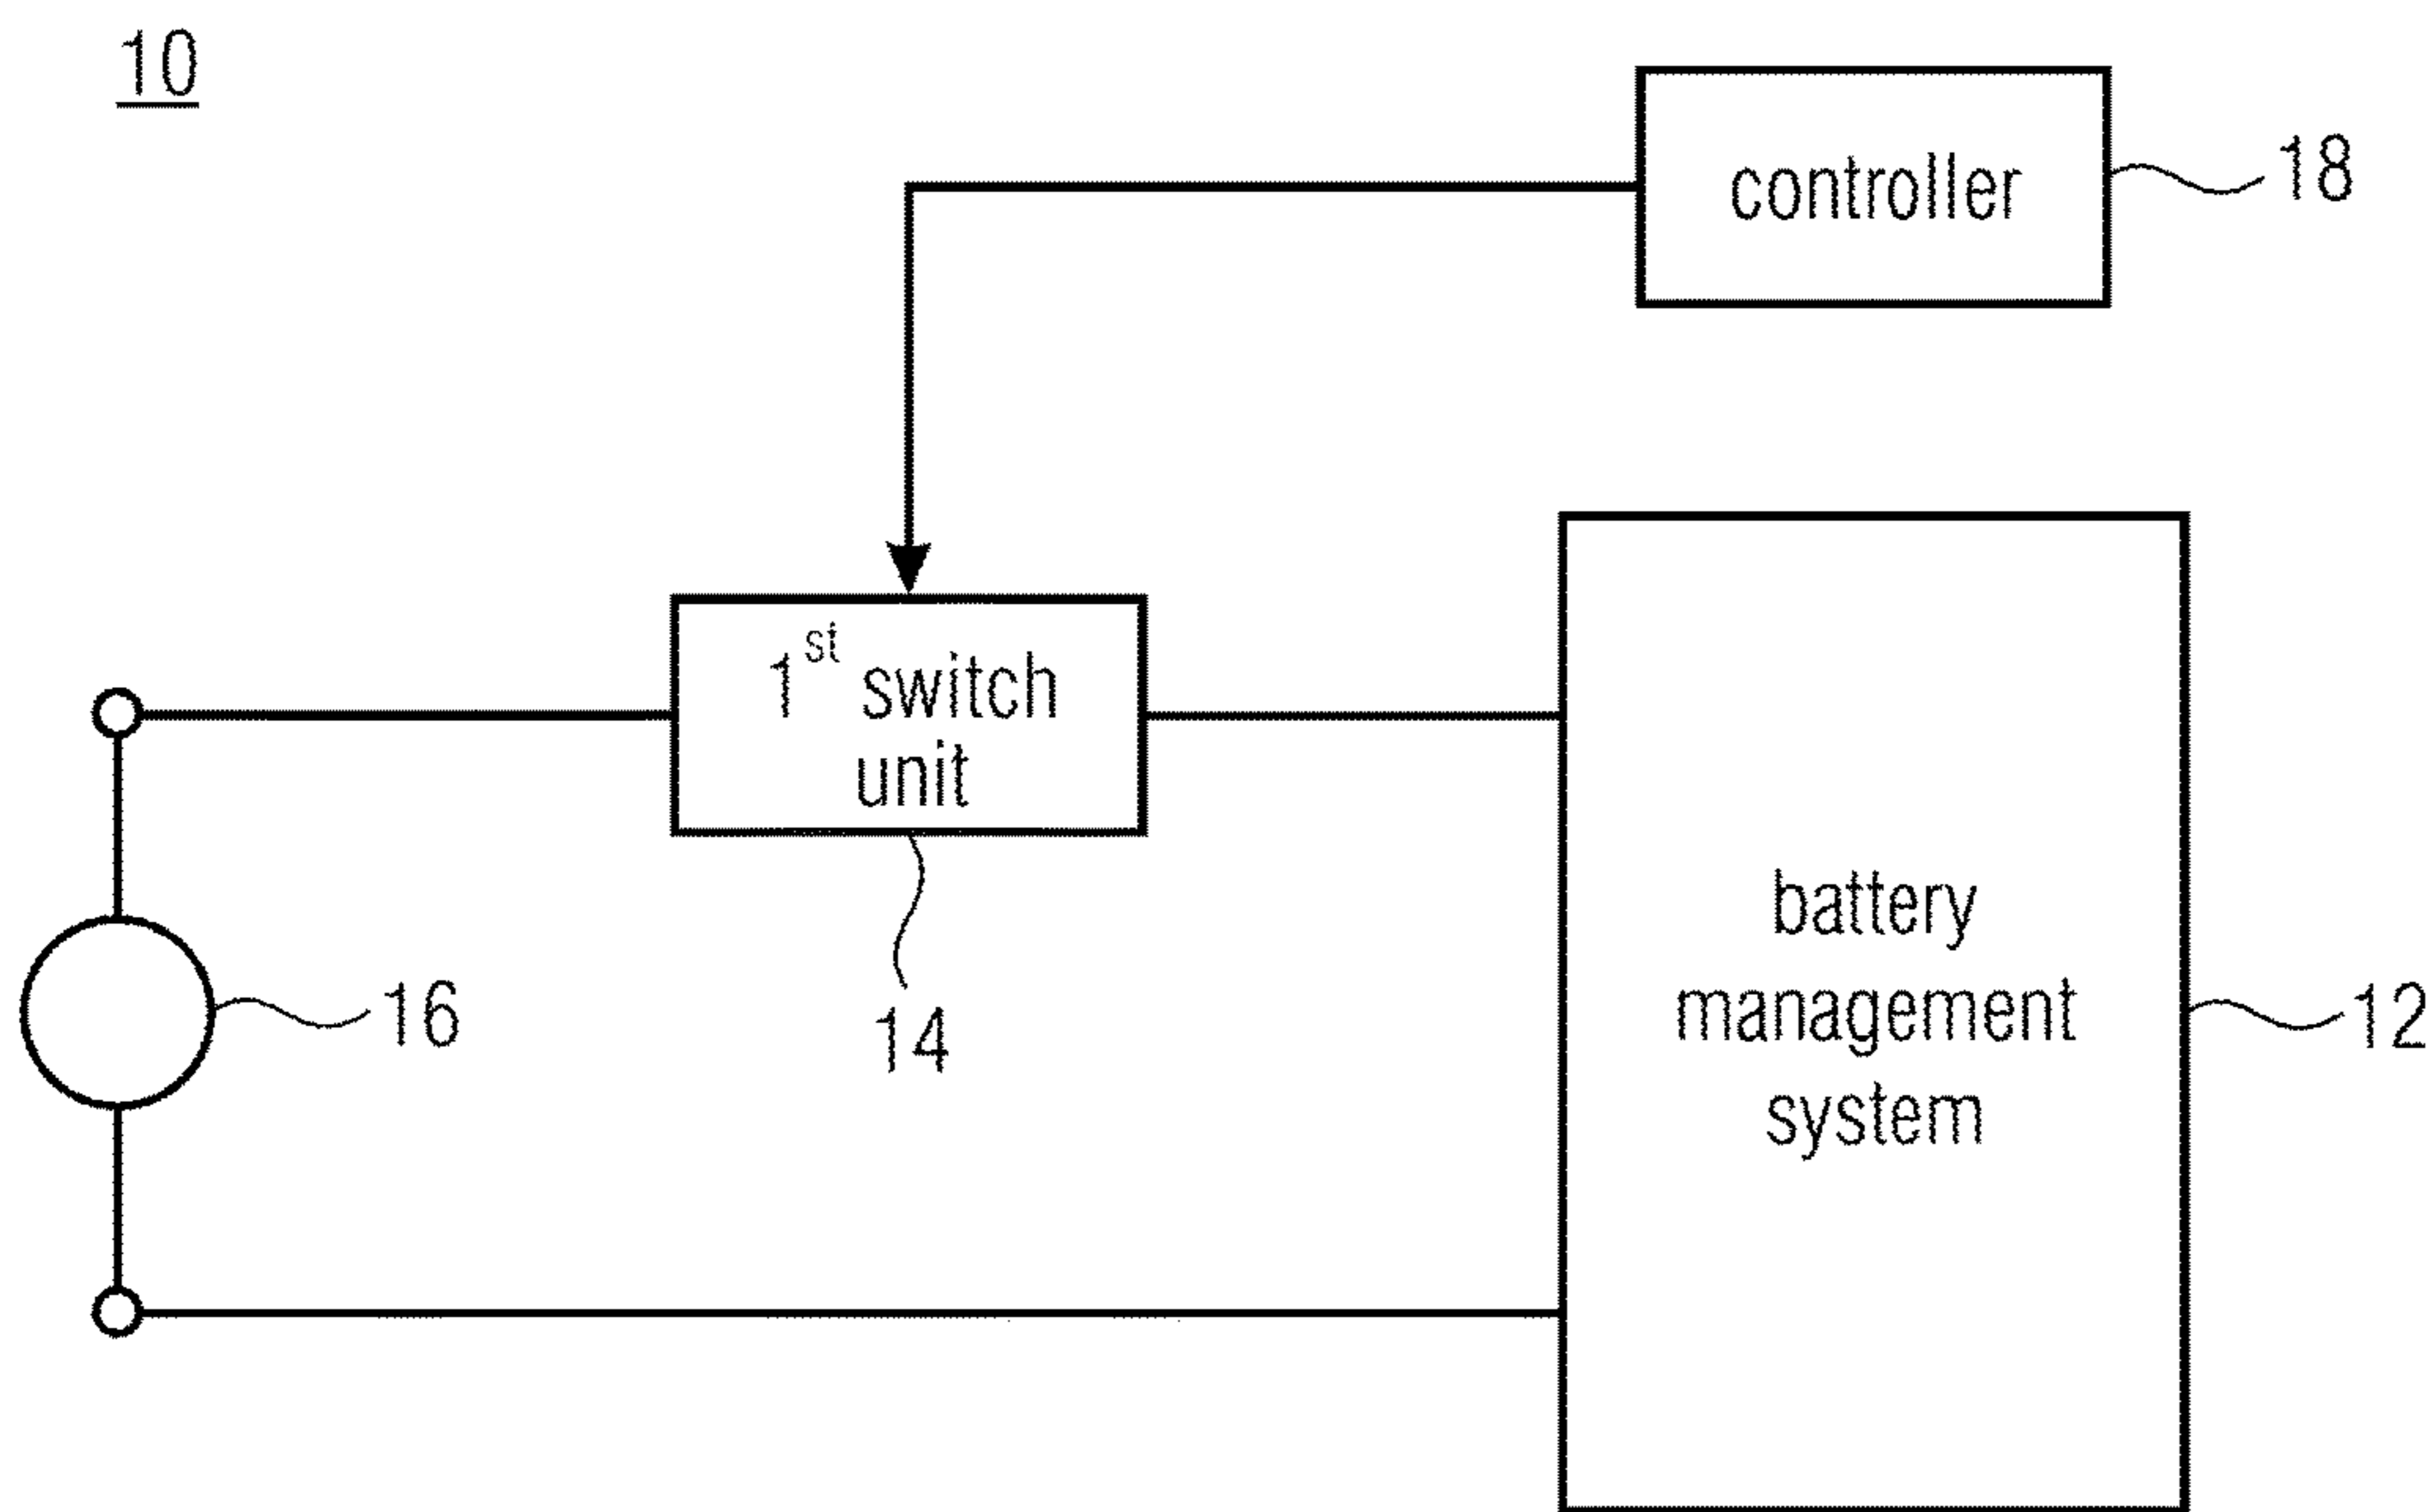 10
controller
18
1st switch
unit
14
16
battery
management
system
12